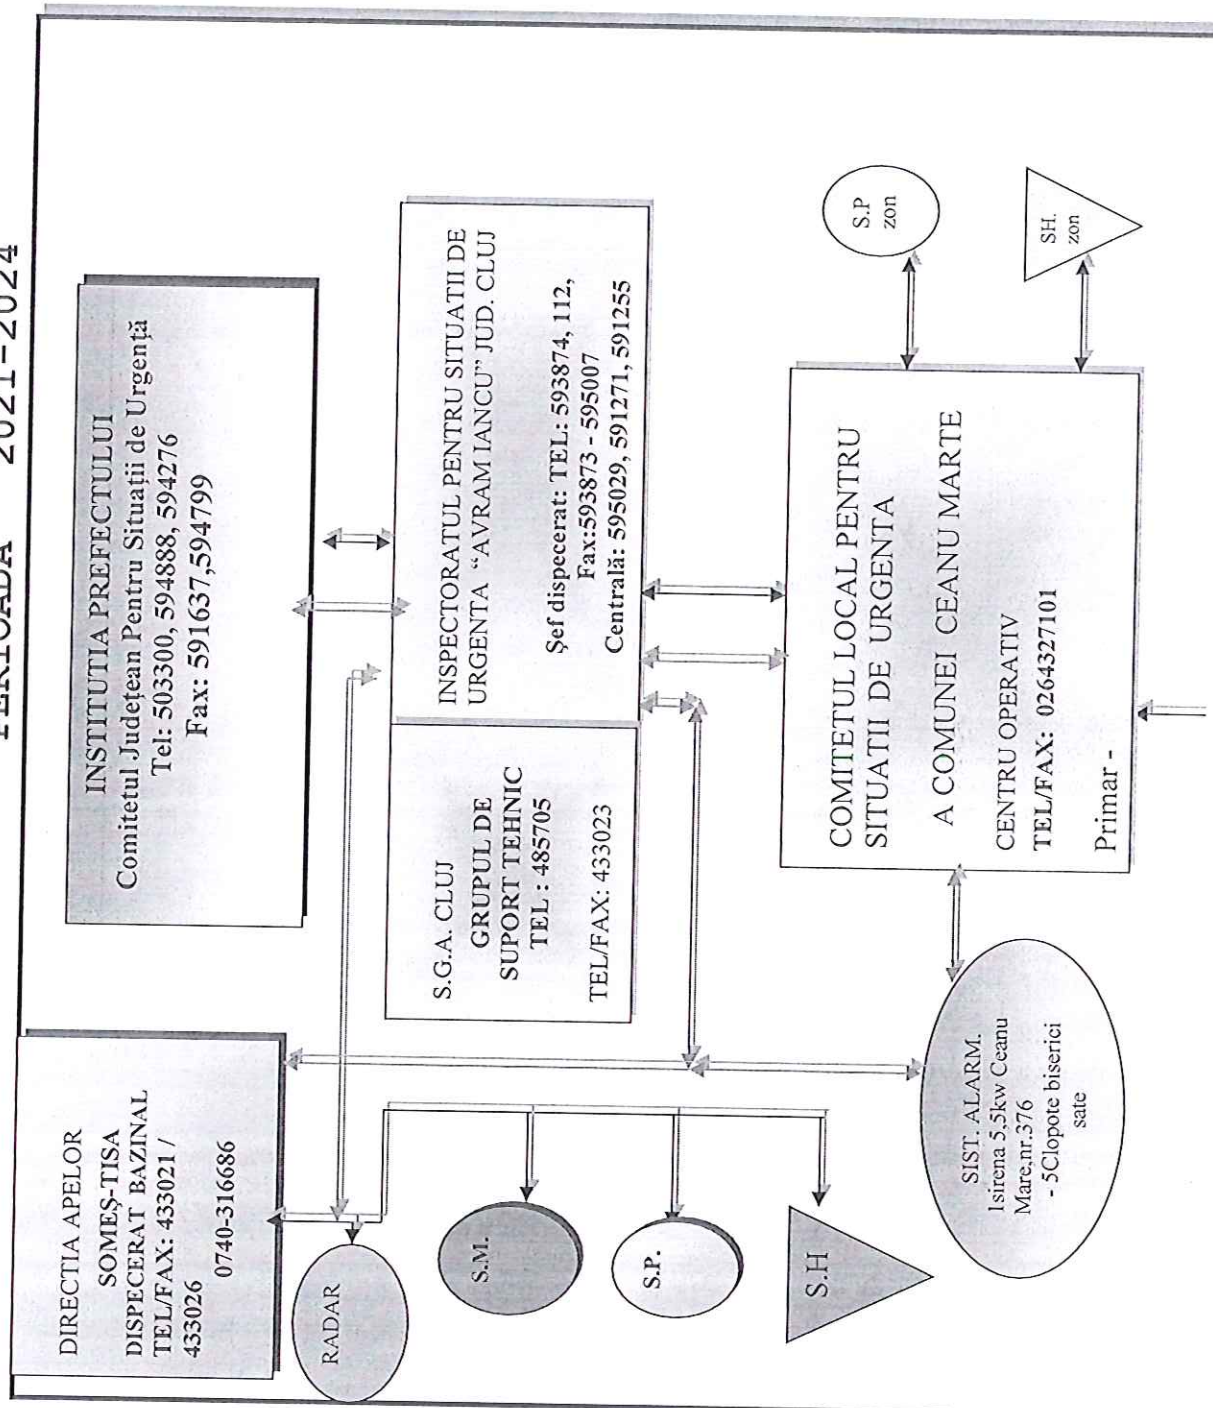 PERIOADA 2021-2024
DIRECTIA APELOR
SOMEȘ-TISA
DISPECERAT BAZINAL
TEL/FAX: 433021 /
433026
0740-316686
INSTITUTIA PREFECTULUI
Comitetul Județean Pentru Situații de Urgență
Tel: 503300, 594888, 594276
Fax: 591637,594799
RADAR
S.G.A. CLUJ
GRUPUL DE
SUPORT TEHNIC
TEL : 485705
TEL/FAX: 433023
INSPECTORATUL PENTRU SITUATII DE
URGENTA “AVRAM IANCU” JUD. CLUJ
Șef dispecerat: TEL: 593874, 112,
Fax:593873 - 595007
Centrală: 595029, 591271, 591255
S.M.
S.P.
S.H
COMITETUL LOCAL PENTRU
SITUATII DE URGENTA
A COMUNEI CEANU MARTE
CENTRU OPERATIV
TEL/FAX: 0264327101
Primar -
S.P
zon
SH.
zon
SIST. ALARM.
1sirena 5,5kw Ceanu
Mare,nr.376
- 5Clopote biserici
sate